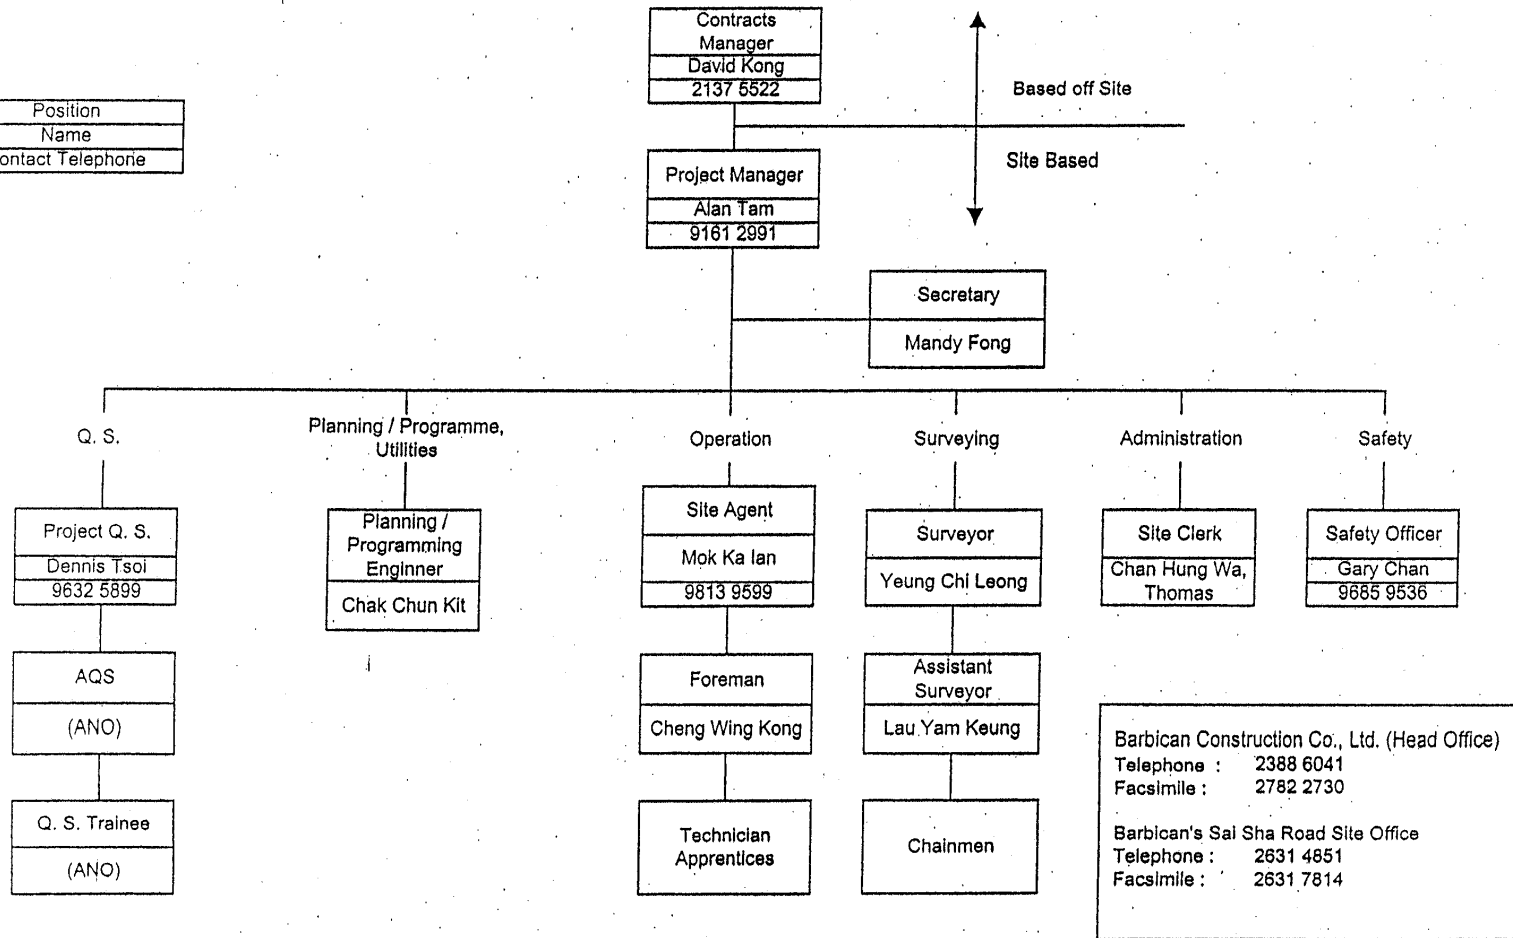 Contracts
Manager
David Kong
2137 5522
Based off Site
Position
Name
ontact Telephone
Site Based
Project Manager
Alan Tam
9161 2991
Secretary
Mandy Fong
Q. S.
Planning / Programme,
Utilities
Operation
Surveying
Administration
Safety
Project Q. S.
Dennis Tsoi
9632 5899
Planning /
Programming
Enginner
Chak Chun Kit
Site Agent
Mok Ka Ian
9813 9599
Surveyor
Yeung Chi Leong
Site Clerk
Chan Hung Wa,
Thomas
Safety Officer
Gary Chan
9685 9536
AQS
(ANO)
Foreman
Cheng Wing Kong
Assistant
Surveyor
Lau Yam Keung
Q. S. Trainee
(ANO)
Technician
Apprentices
Chainmen
Barbican Construction Co., Ltd. (Head Office)
Telephone : 2388 6041
Facsimile : 2782 2730
Barbican's Sai Sha Road Site Office
Telephone : 2631 4851
Facsimile : 2631 7814